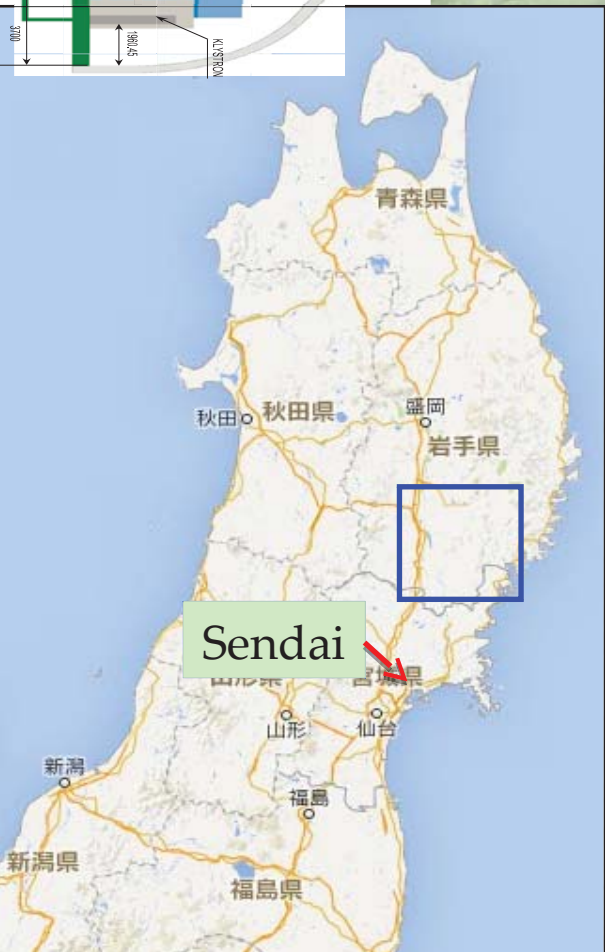 3700
1960,45
KLYSTRON
青森県
盛岡
秋田
秋田県
岩手県
Sendai
山形県
宮城県
山形
仙台
新潟
福島
新潟県
福島県